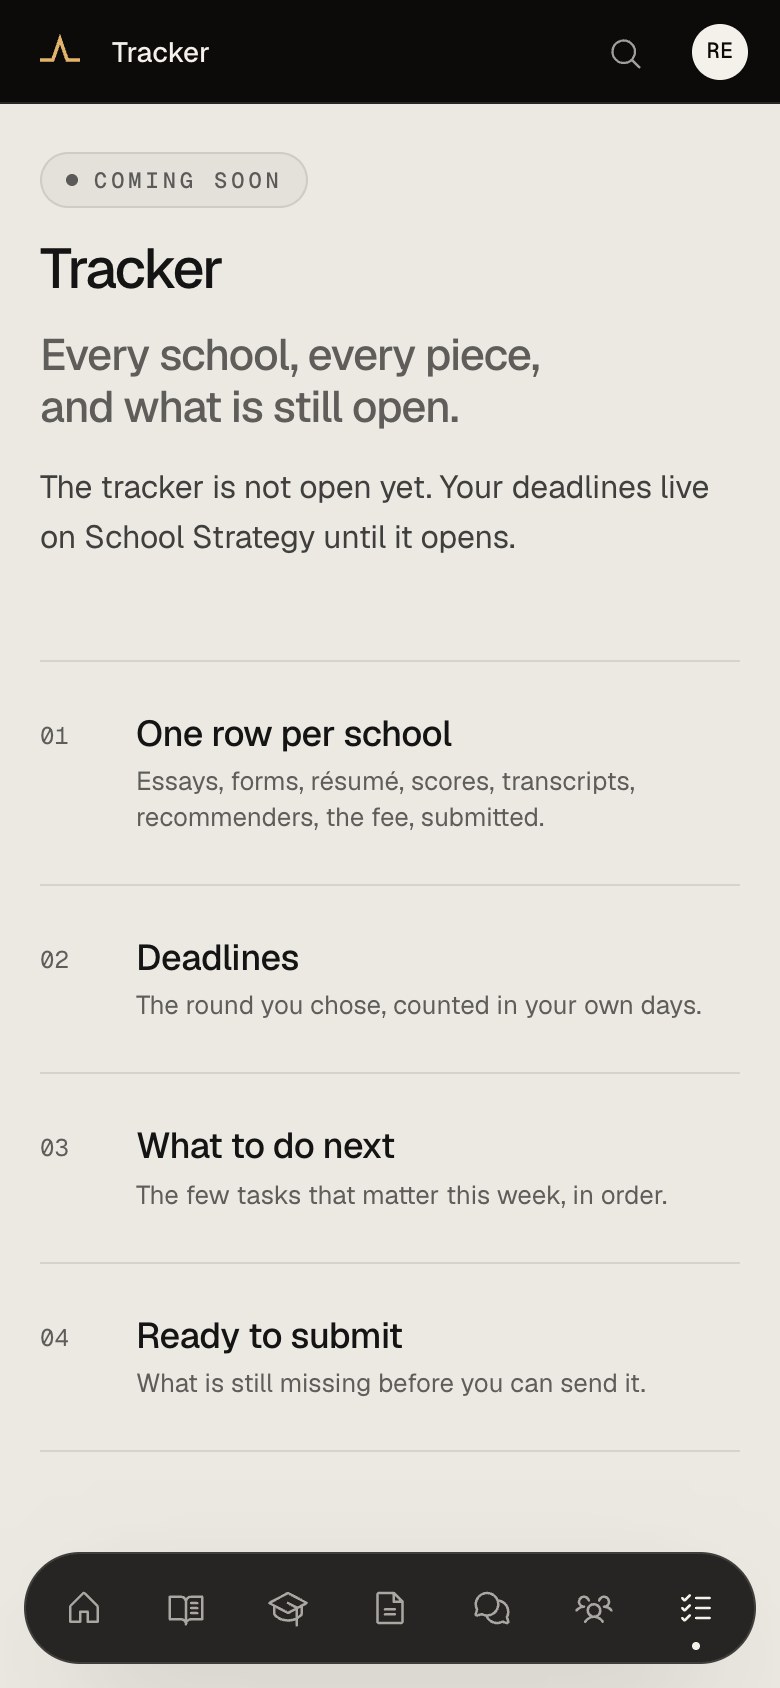 Tracker
RE
COMING SOON
Tracker
Every school, every piece,
and what is still open.
The tracker is not open yet. Your deadlines live
on School Strategy until it opens.
01
One row per school
Essays, forms, résumé, scores, transcripts,
recommenders, the fee, submitted.
02
Deadlines
The round you chose, counted in your own days.
03
What to do next
The few tasks that matter this week, in order.
04
Ready to submit
What is still missing before you can send it.